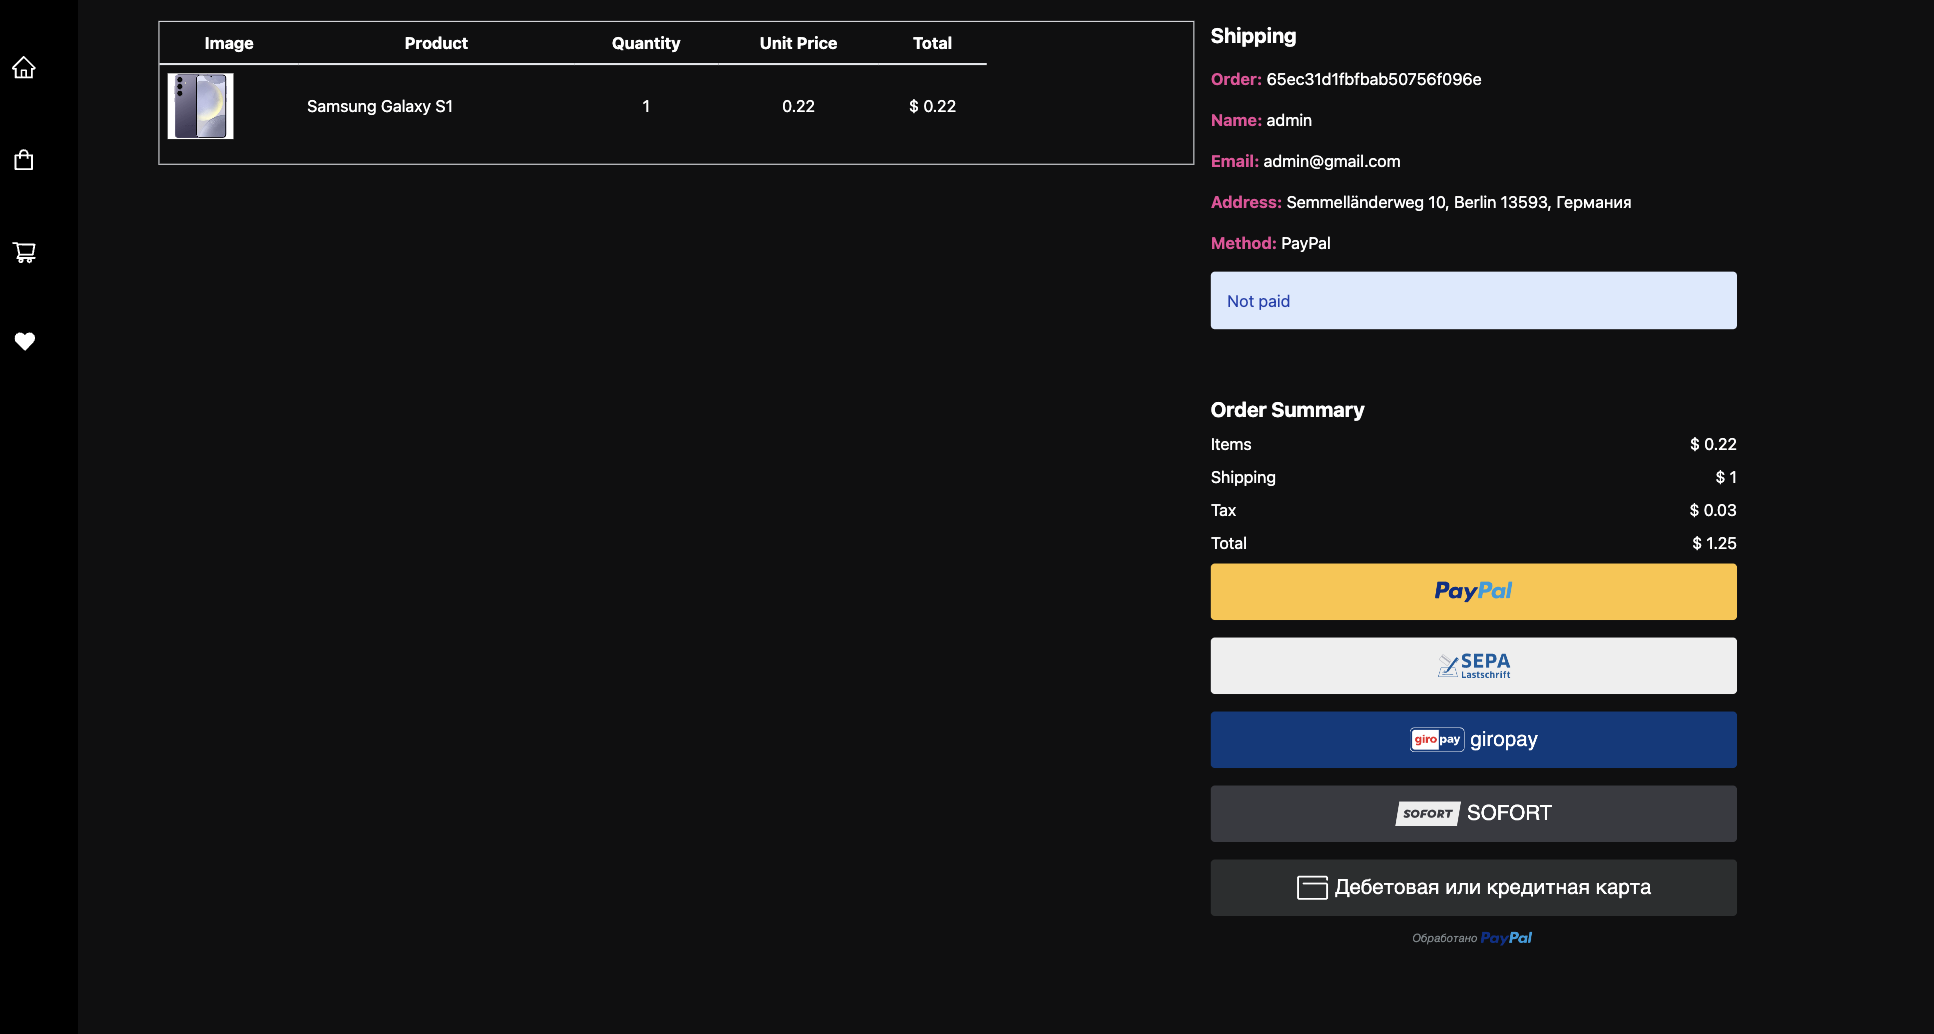 Image Product Quantity Unit Price Total
Samsung Galaxy S1 1 0.22 $ 0.22
Shipping
Order: 65ec31d1fbfbab50756f096e
Name: admin
Email: admin@gmail.com
Address: Semmelländerweg 10, Berlin 13593, Германия
Method: PayPal
Not paid
Order Summary
Items $ 0.22
Shipping $ 1
Tax $ 0.03
Total $ 1.25
PayPal
SEPA
Lastschrift
giropay giropay
SOFORT SOFORT
Дебетовая или кредитная карта
Обработано PayPal